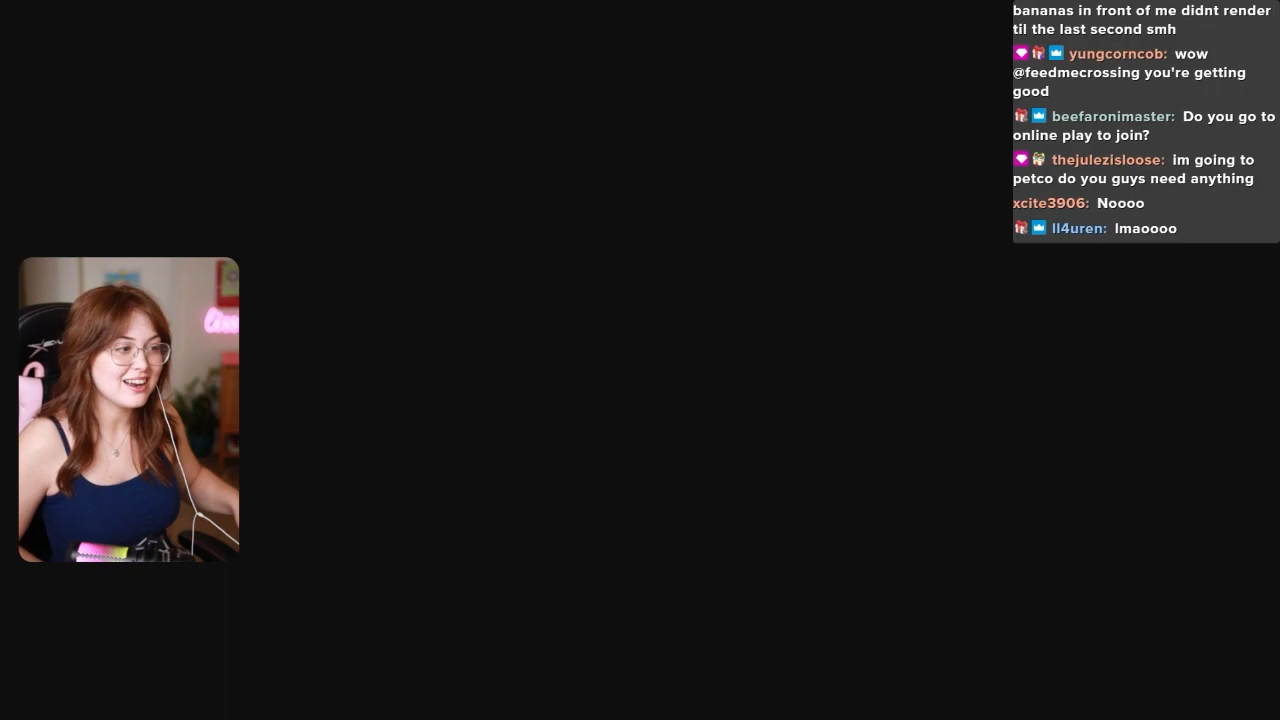 bananas in front of me didnt render
til the last second smh
yungcorncob: wow
@feedmecrossing you're getting
good
beefaronimaster: Do you go to
online play to join?
thejulezisloose: im going to
petco do you guys need anything
xcite3906: Noooo
ll4uren: lmaoooo